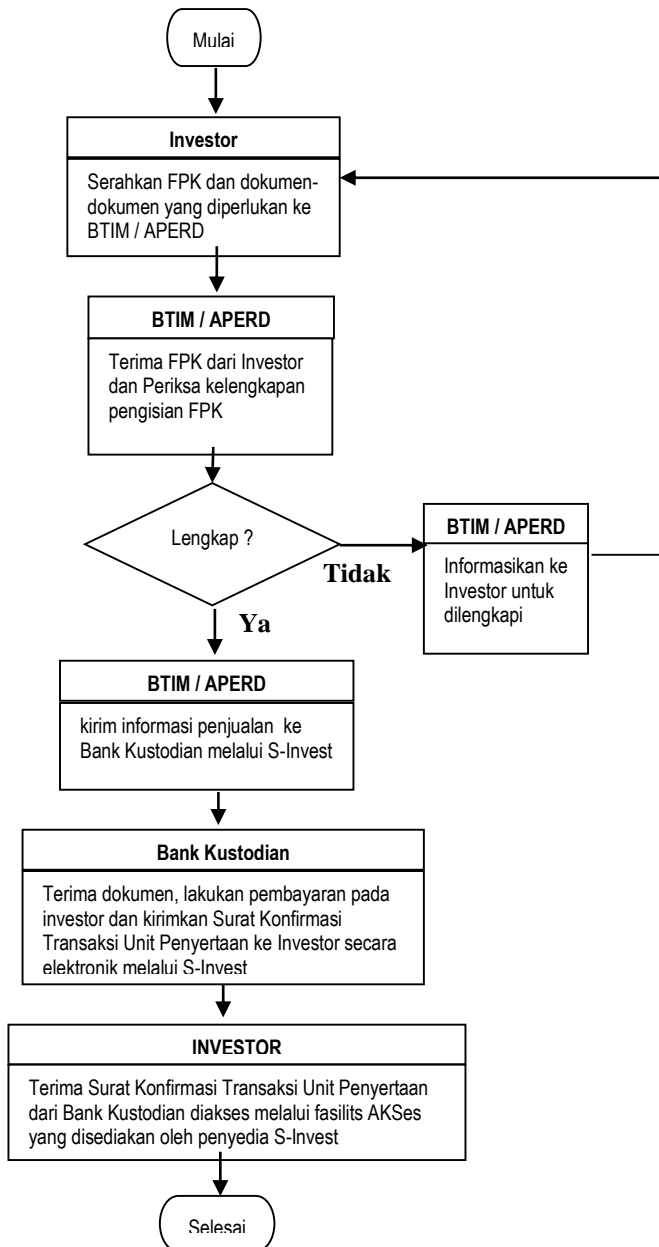 Mulai
Investor
Serahkan FPK dan dokumen-
dokumen yang diperlukan ke
BTIM / APERD
BTIM / APERD
Terima FPK dari Investor
dan Periksa kelengkapan
pengisian FPK
Lengkap ?
Tidak
BTIM / APERD
Informasikan ke
Investor untuk
dilengkapi
Ya
BTIM / APERD
kirim informasi penjualan ke
Bank Kustodian melalui S-Invest
Bank Kustodian
Terima dokumen, lakukan pembayaran pada
investor dan kirimkan Surat Konfirmasi
Transaksi Unit Penyertaan ke Investor secara
elektronik melalui S-Invest
INVESTOR
Terima Surat Konfirmasi Transaksi Unit Penyertaan
dari Bank Kustodian diakses melalui fasilits AKSes
yang disediakan oleh penyedia S-Invest
Selesai